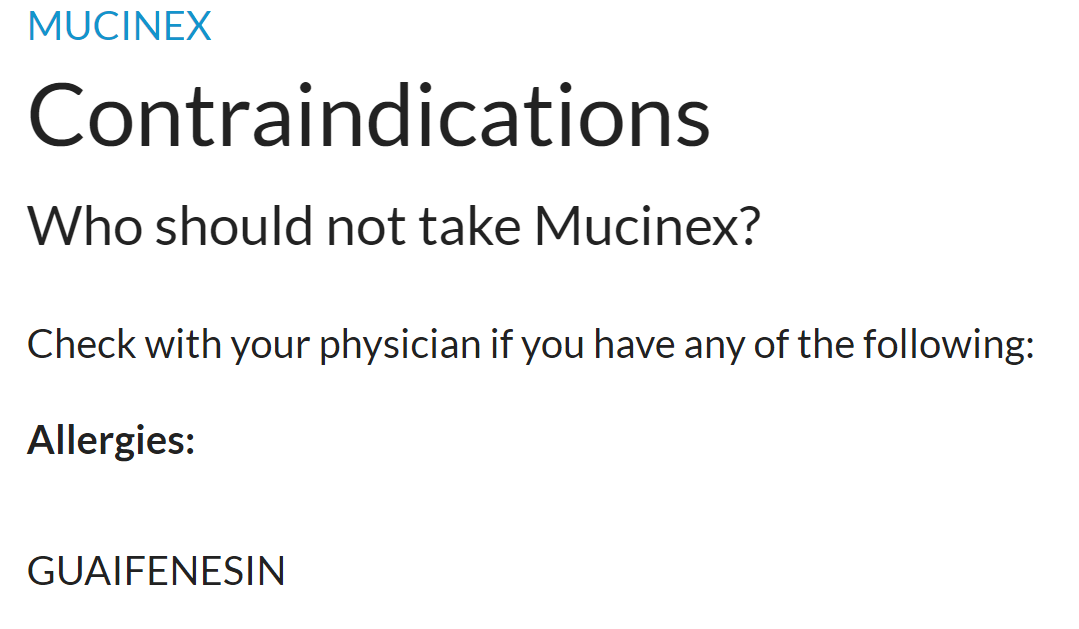 MUCINEX
Contraindications
Who should not take Mucinex?
Check with your physician if you have any of the following:
Allergies:
GUAIFENESIN